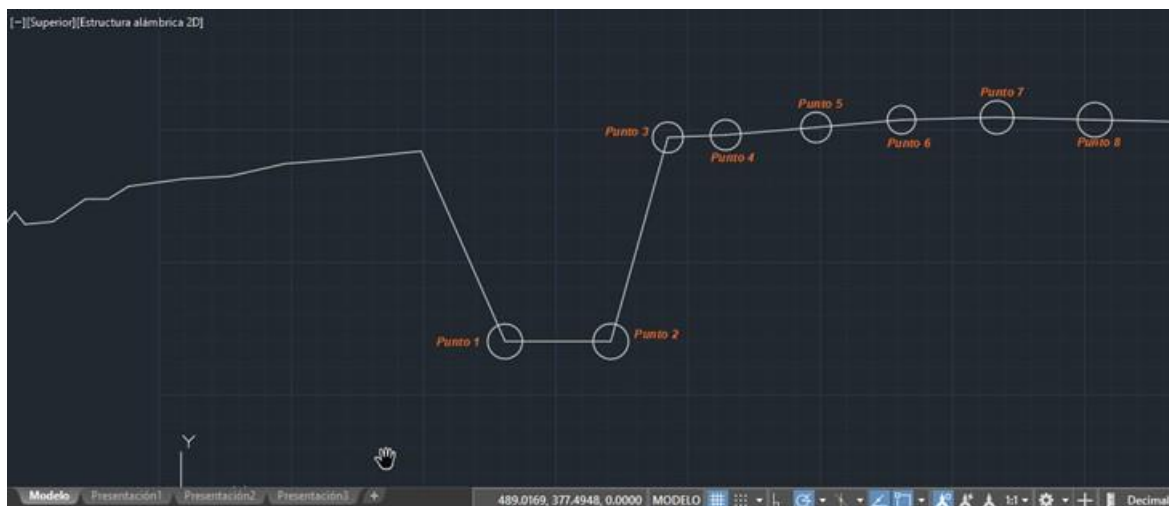 [−][Superior][Estructura alámbrica 2D]
Punto 7
Punto 5
Punto 3
Punto 4
Punto 6
Punto 8
Punto 1
Punto 2
Y
Modelo Presentación1 Presentación2 Presentación3 +
489.0169, 377.4948, 0.0000 MODELO 1:1 Decimal